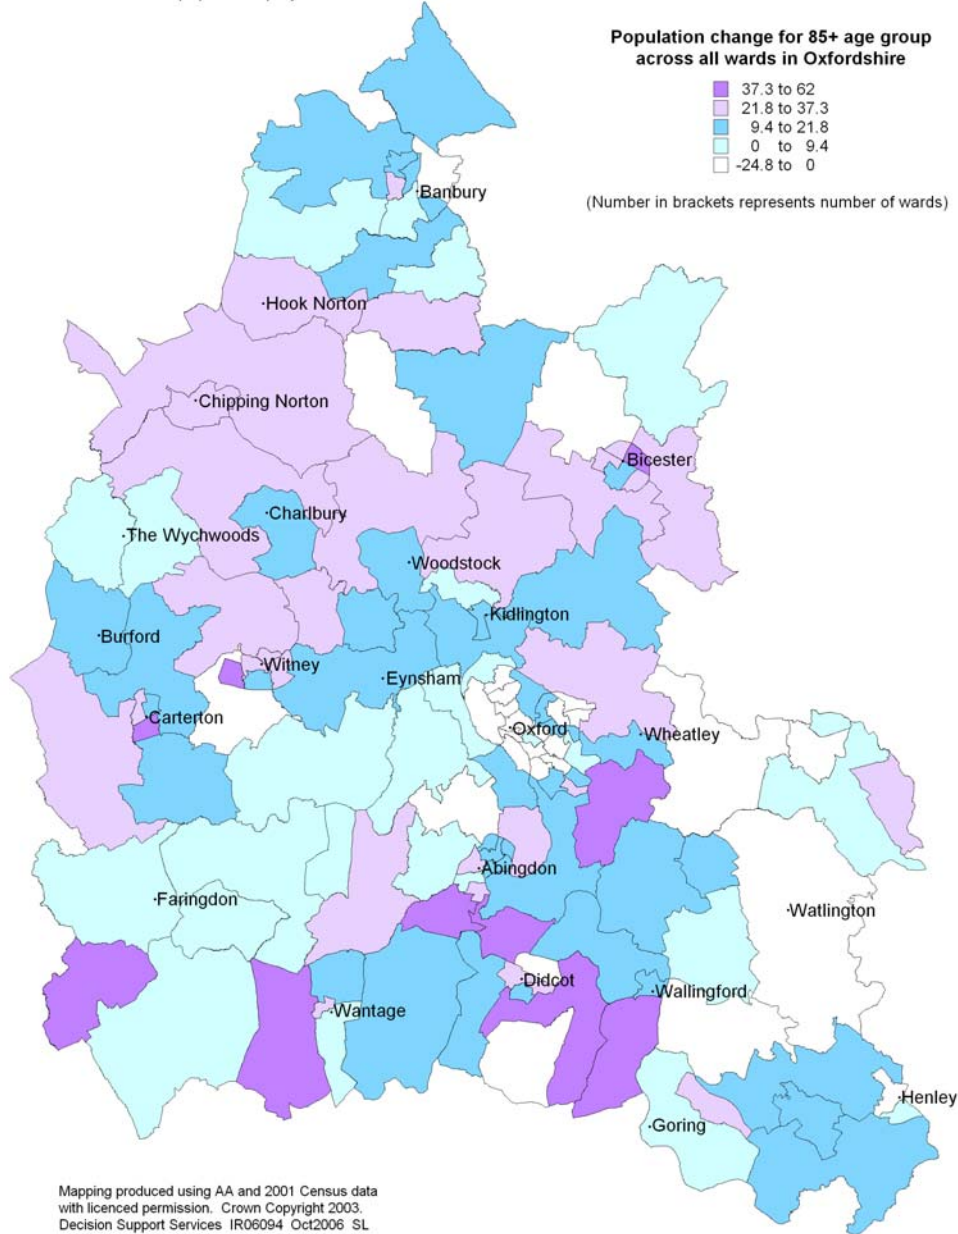 Population change for 85+ age group
across all wards in Oxfordshire
37.3 to 62
21.8 to 37.3
9.4 to 21.8
0 to 9.4
-24.8 to 0
(Number in brackets represents number of wards)
·Banbury
·Hook Norton
·Chipping Norton
·Bicester
·Charlbury
·The Wychwoods
·Woodstock
·Kidlington
·Burford
·Witney
·Eynsham
·Carterton
·Oxford
·Wheatley
·Abingdon
·Faringdon
·Watlington
·Didcot
·Wallingford
·Wantage
·Henley
·Goring
Mapping produced using AA and 2001 Census data
with licenced permission. Crown Copyright 2003.
Decision Support Services IR06094 Oct2006 SL